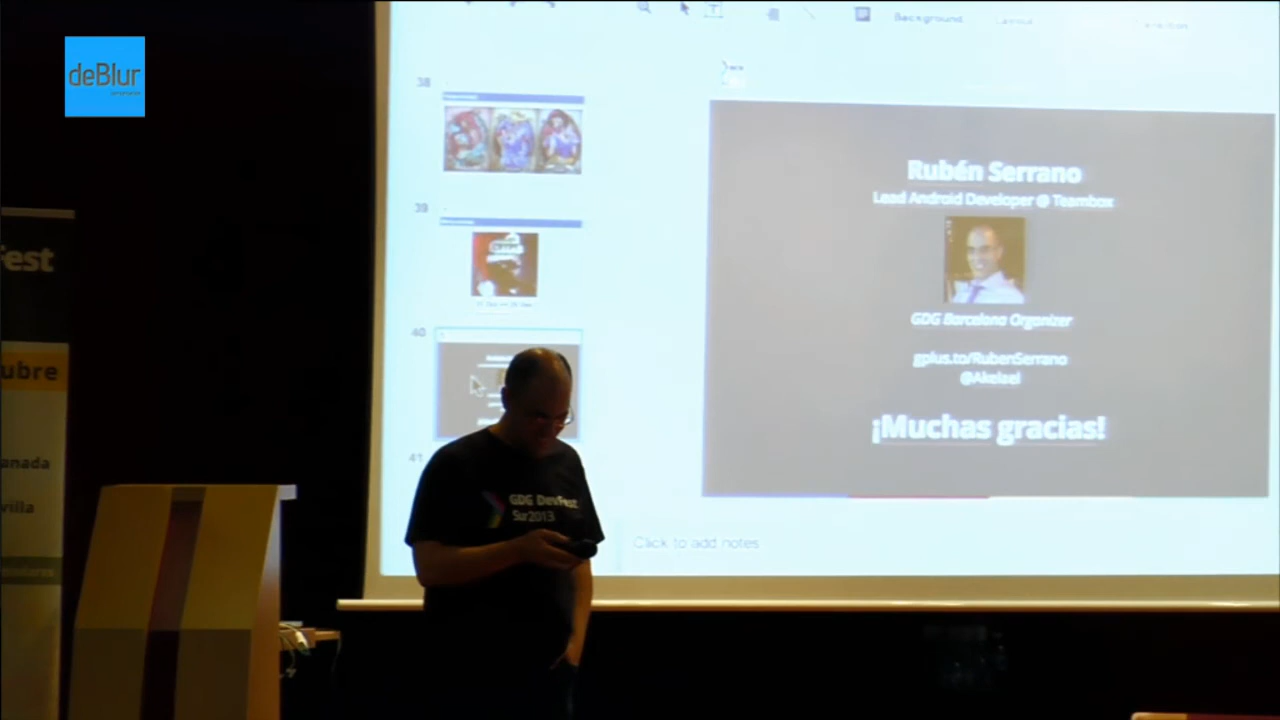 deBlur
Background
38
39
40
41
Rubén Serrano
Lead Android Developer @ Teambox
GDG Barcelona Organizer
gplus.to/RubenSerrano
@Akelael
¡Muchas gracias!
Click to add notes
GDG DevFest
Sur2013
Fest
ubre
anada
villa